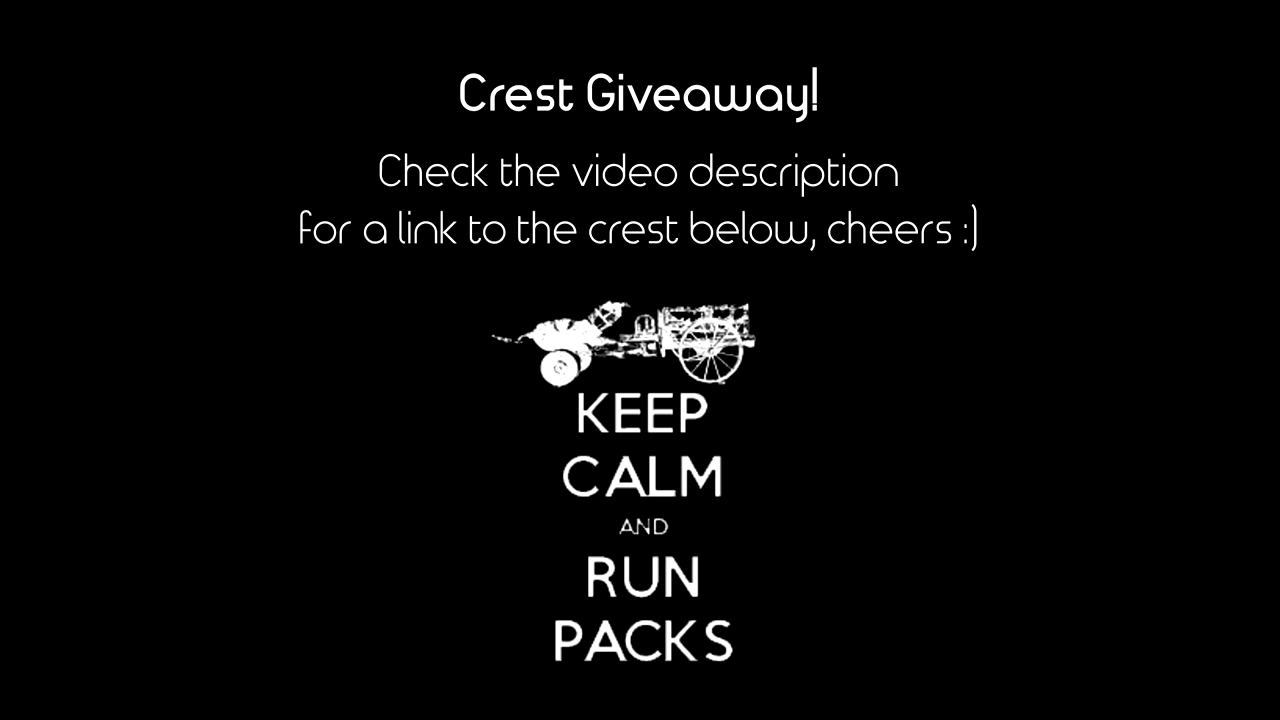 Crest Giveaway!
Check the video description
for a link to the crest below, cheers :)
KEEP
CALM
AND
RUN
PACKS